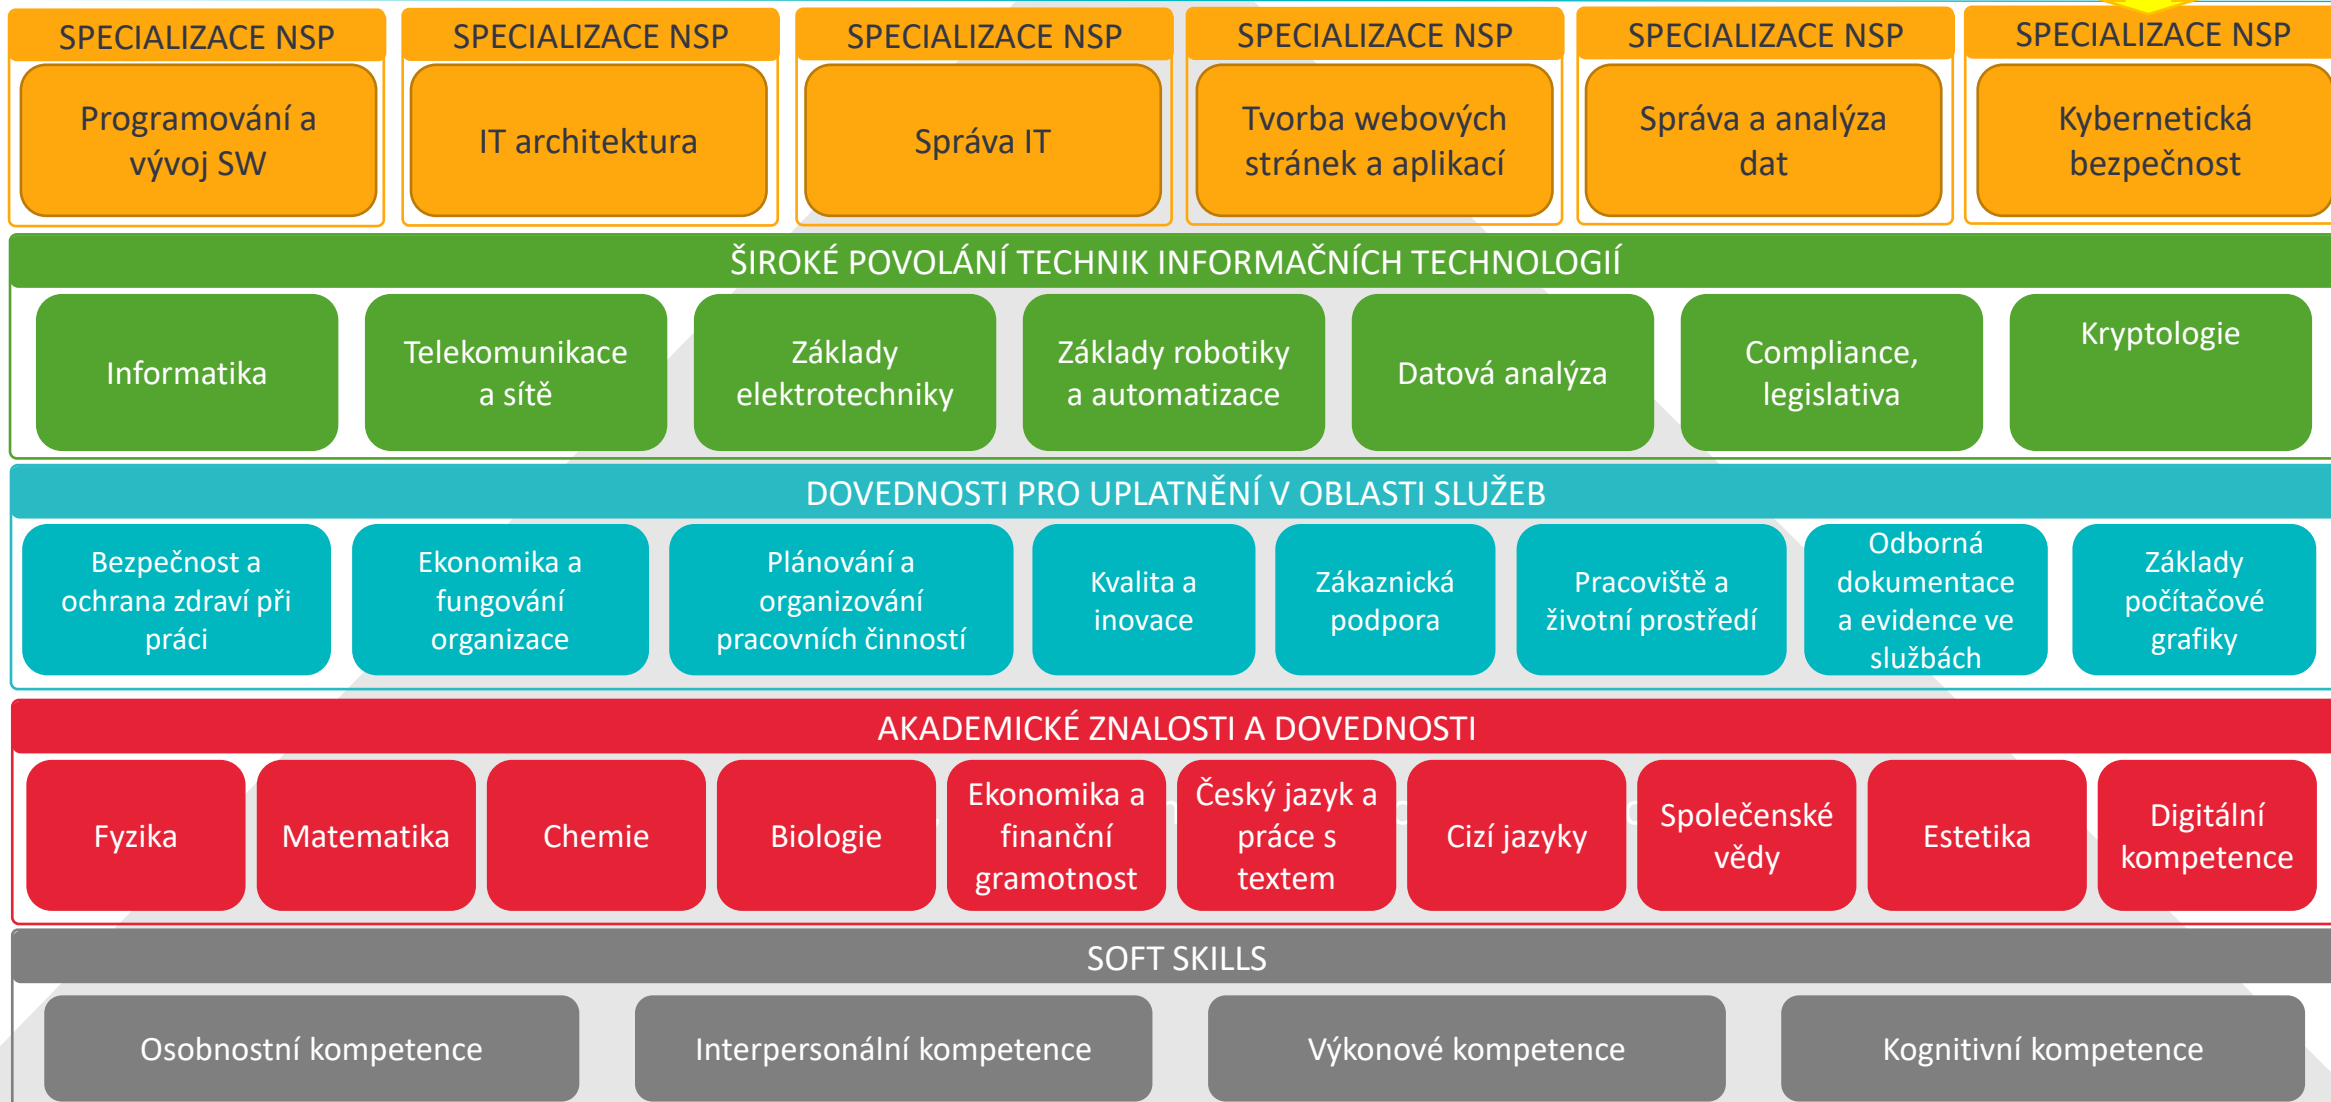 SPECIALIZACE NSP
SPECIALIZACE NSP
SPECIALIZACE NSP
SPECIALIZACE NSP
SPECIALIZACE NSP
SPECIALIZACE NSP
Programování a
vývoj SW
IT architektura
Správa IT
Tvorba webových
stránek a aplikací
Správa a analýza
dat
Kybernetická
bezpečnost
ŠIROKÉ POVOLÁNÍ TECHNIK INFORMAČNÍCH TECHNOLOGIÍ
Informatika
Telekomunikace
a sítě
Základy
elektrotechniky
Základy robotiky
a automatizace
Datová analýza
Compliance,
legislativa
Kryptologie
DOVEDNOSTI PRO UPLATNĚNÍ V OBLASTI SLUŽEB
Bezpečnost a
ochrana zdraví při
práci
Ekonomika a
fungování
organizace
Plánování a
organizování
pracovních činností
Kvalita a
inovace
Zákaznická
podpora
Pracoviště a
životní prostředí
Odborná
dokumentace
a evidence ve
službách
Základy
počítačové
grafiky
AKADEMICKÉ ZNALOSTI A DOVEDNOSTI
Fyzika
Matematika
Chemie
Biologie
Ekonomika a
finanční
gramotnost
Český jazyk a
práce s
textem
Cizí jazyky
Společenské
vědy
Estetika
Digitální
kompetence
SOFT SKILLS
Osobnostní kompetence
Interpersonální kompetence
Výkonové kompetence
Kognitivní kompetence